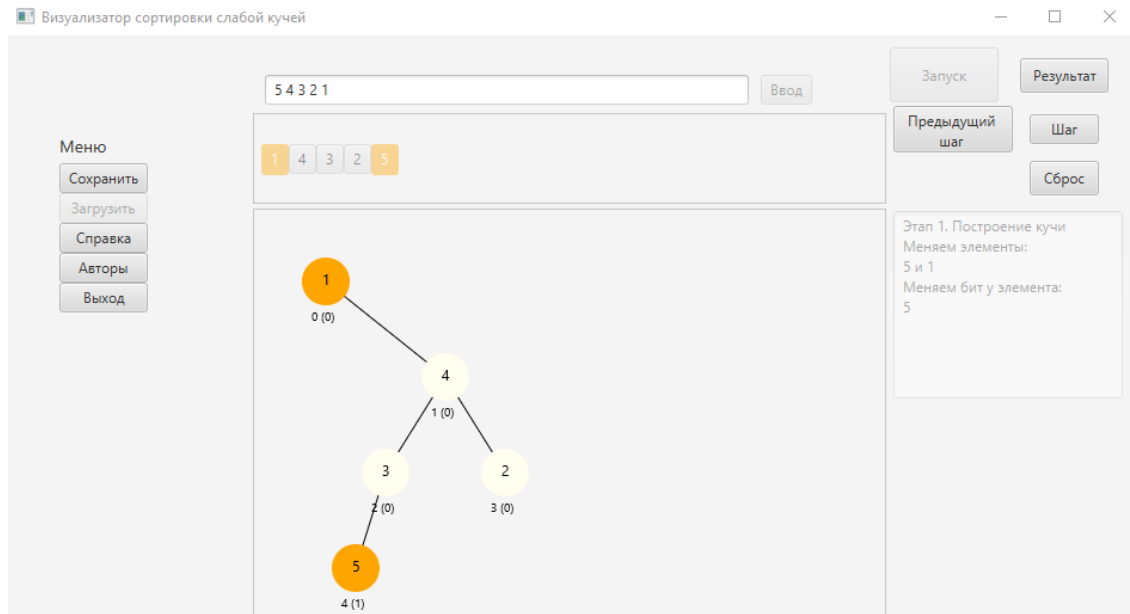 Визуализатор сортировки слабой кучей
5 4 3 2 1
Ввод
Запуск
Результат
Предыдущий
шаг
Шаг
Сброс
Меню
Сохранить
Загрузить
Справка
Авторы
Выход
1 4 3 2 5
Этап 1. Построение кучи
Меняем элементы:
5 и 1
Меняем бит у элемента:
5
1
0 (0)
4
1 (0)
3
2
2 (0)
3 (0)
5
4 (1)